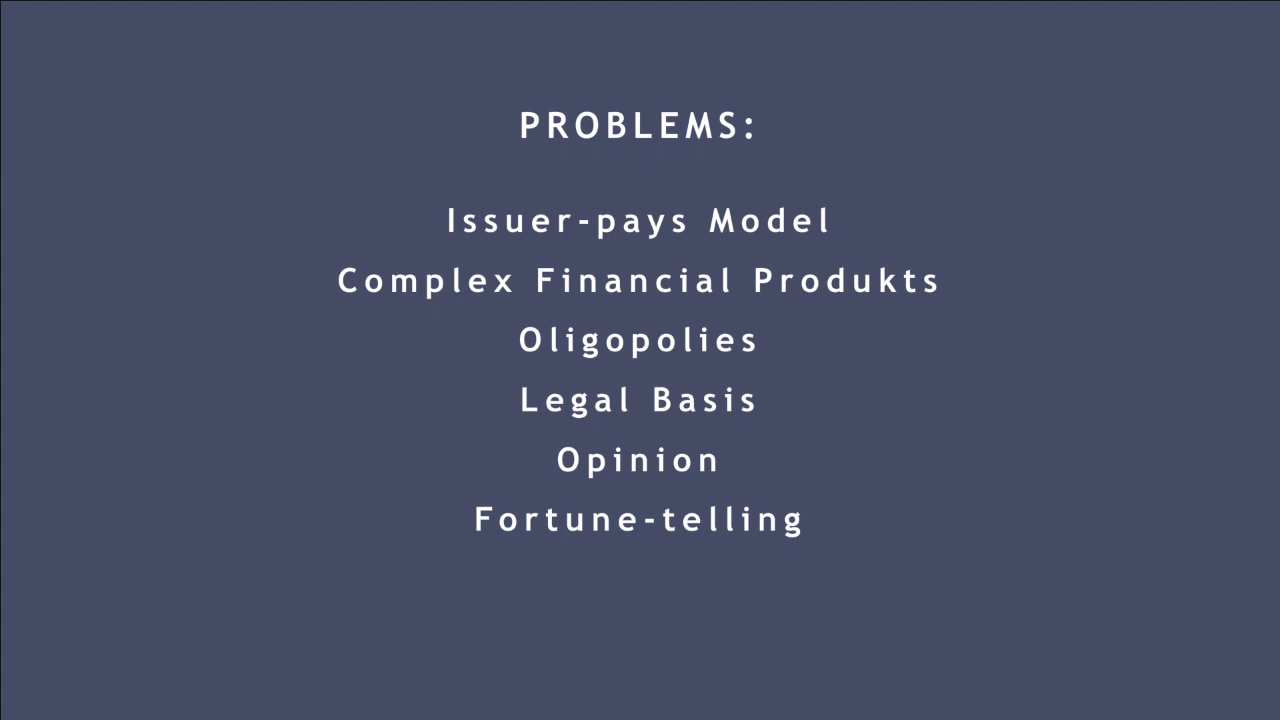 PROBLEMS:
Issuer-pays Model
Complex Financial Produkts
Oligopolies
Legal Basis
Opinion
Fortune-telling